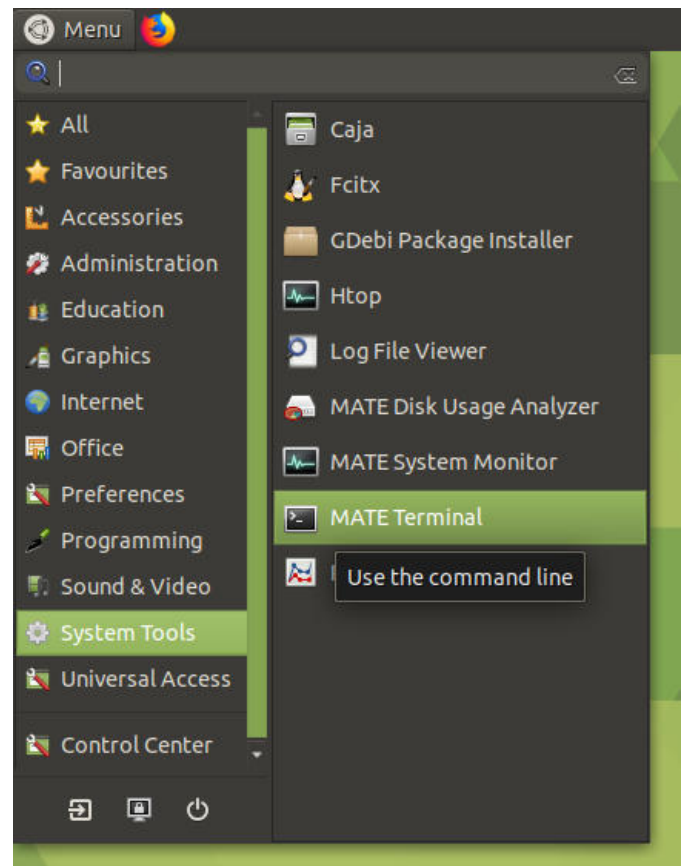 Menu
All
Favourites
Accessories
Administration
Education
Graphics
Internet
Office
Preferences
Programming
Sound & Video
System Tools
Universal Access
Control Center
Caja
Fcitx
GDebi Package Installer
Htop
Log File Viewer
MATE Disk Usage Analyzer
MATE System Monitor
MATE Terminal
Use the command line